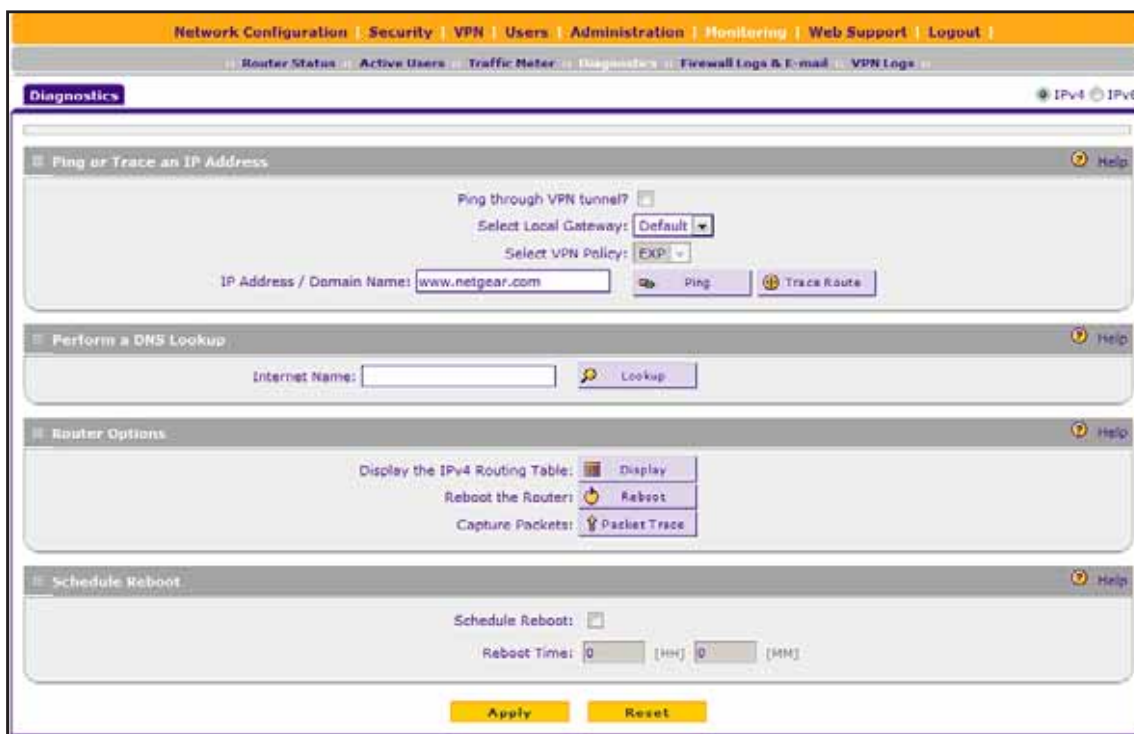 Network Configuration | Security | VPN | Users | Administration | Monitoring | Web Support | Logout |
:: Router Status :: Active Users :: Traffic Meter :: Diagnostics :: Firewall Logs & E-mail :: VPN Logs ::
Diagnostics IPv4 IPv6
Ping or Trace an IP Address Help
Ping through VPN tunnel?
Select Local Gateway: Default
Select VPN Policy: EXP
IP Address / Domain Name: www.netgear.com Ping Trace Route
Perform a DNS Lookup Help
Internet Name: Lookup
Router Options Help
Display the IPv4 Routing Table: Display
Reboot the Router: Reboot
Capture Packets: Packet Trace
Schedule Reboot Help
Schedule Reboot:
Reboot Time: 0 [HH] 0 [MM]
Apply Reset